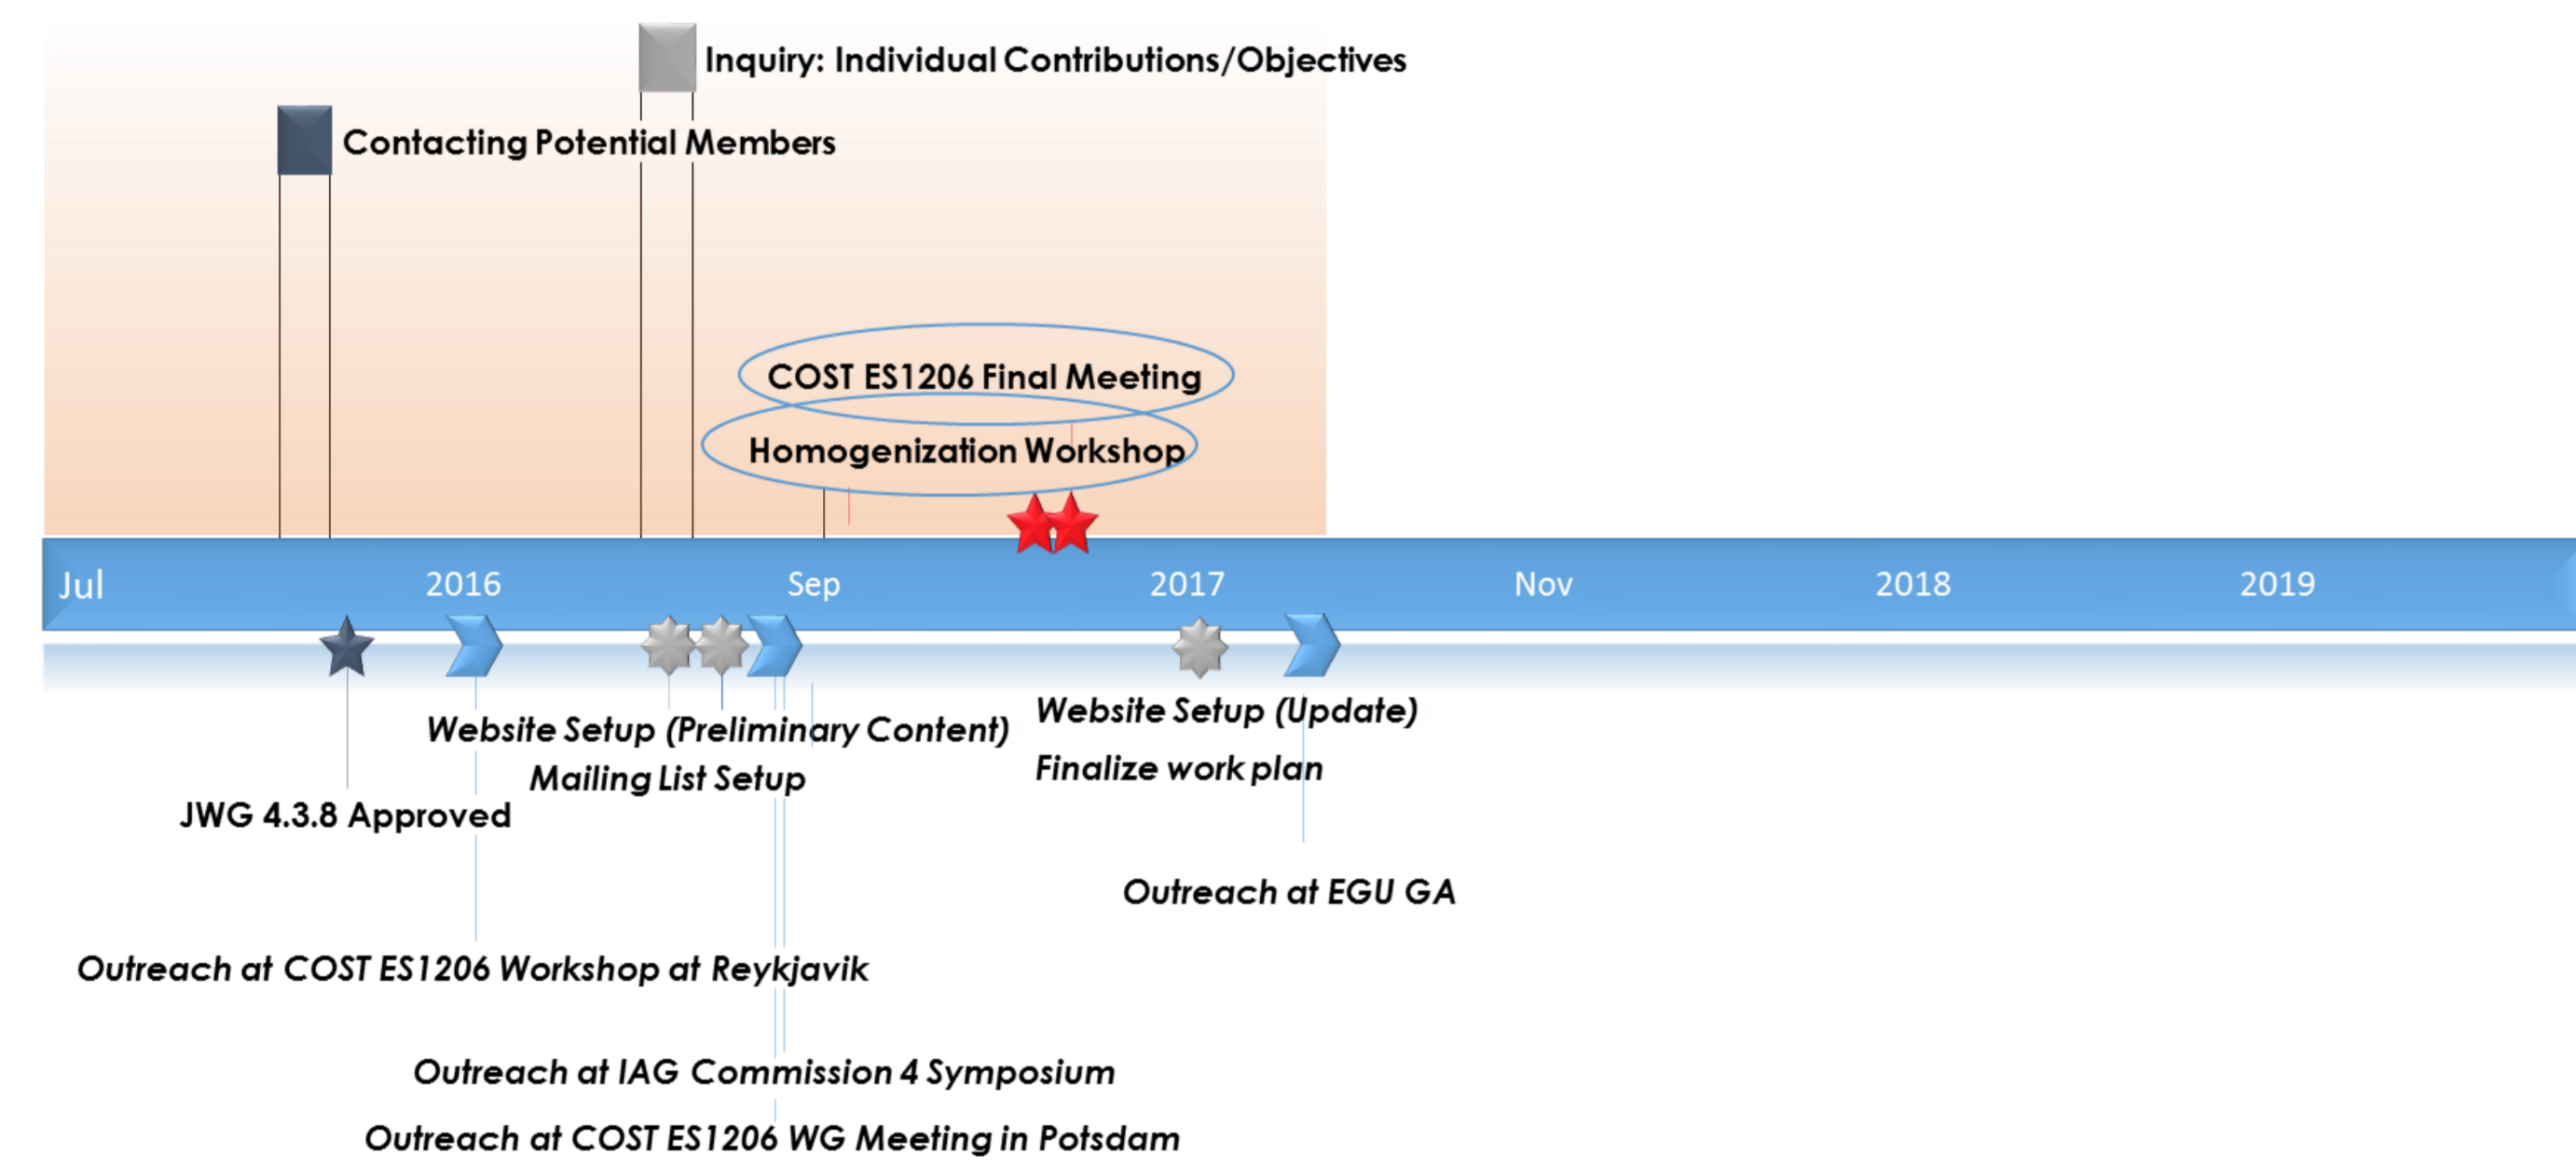 Inquiry: Individual Contributions/Objectives
Contacting Potential Members
COST ES1206 Final Meeting
Homogenization Workshop
Jul 2016 Sep 2017 Nov 2018 2019
Website Setup (Preliminary Content)
Mailing List Setup
Website Setup (Update)
Finalize work plan
JWG 4.3.8 Approved
Outreach at EGU GA
Outreach at COST ES1206 Workshop at Reykjavik
Outreach at IAG Commission 4 Symposium
Outreach at COST ES1206 WG Meeting in Potsdam